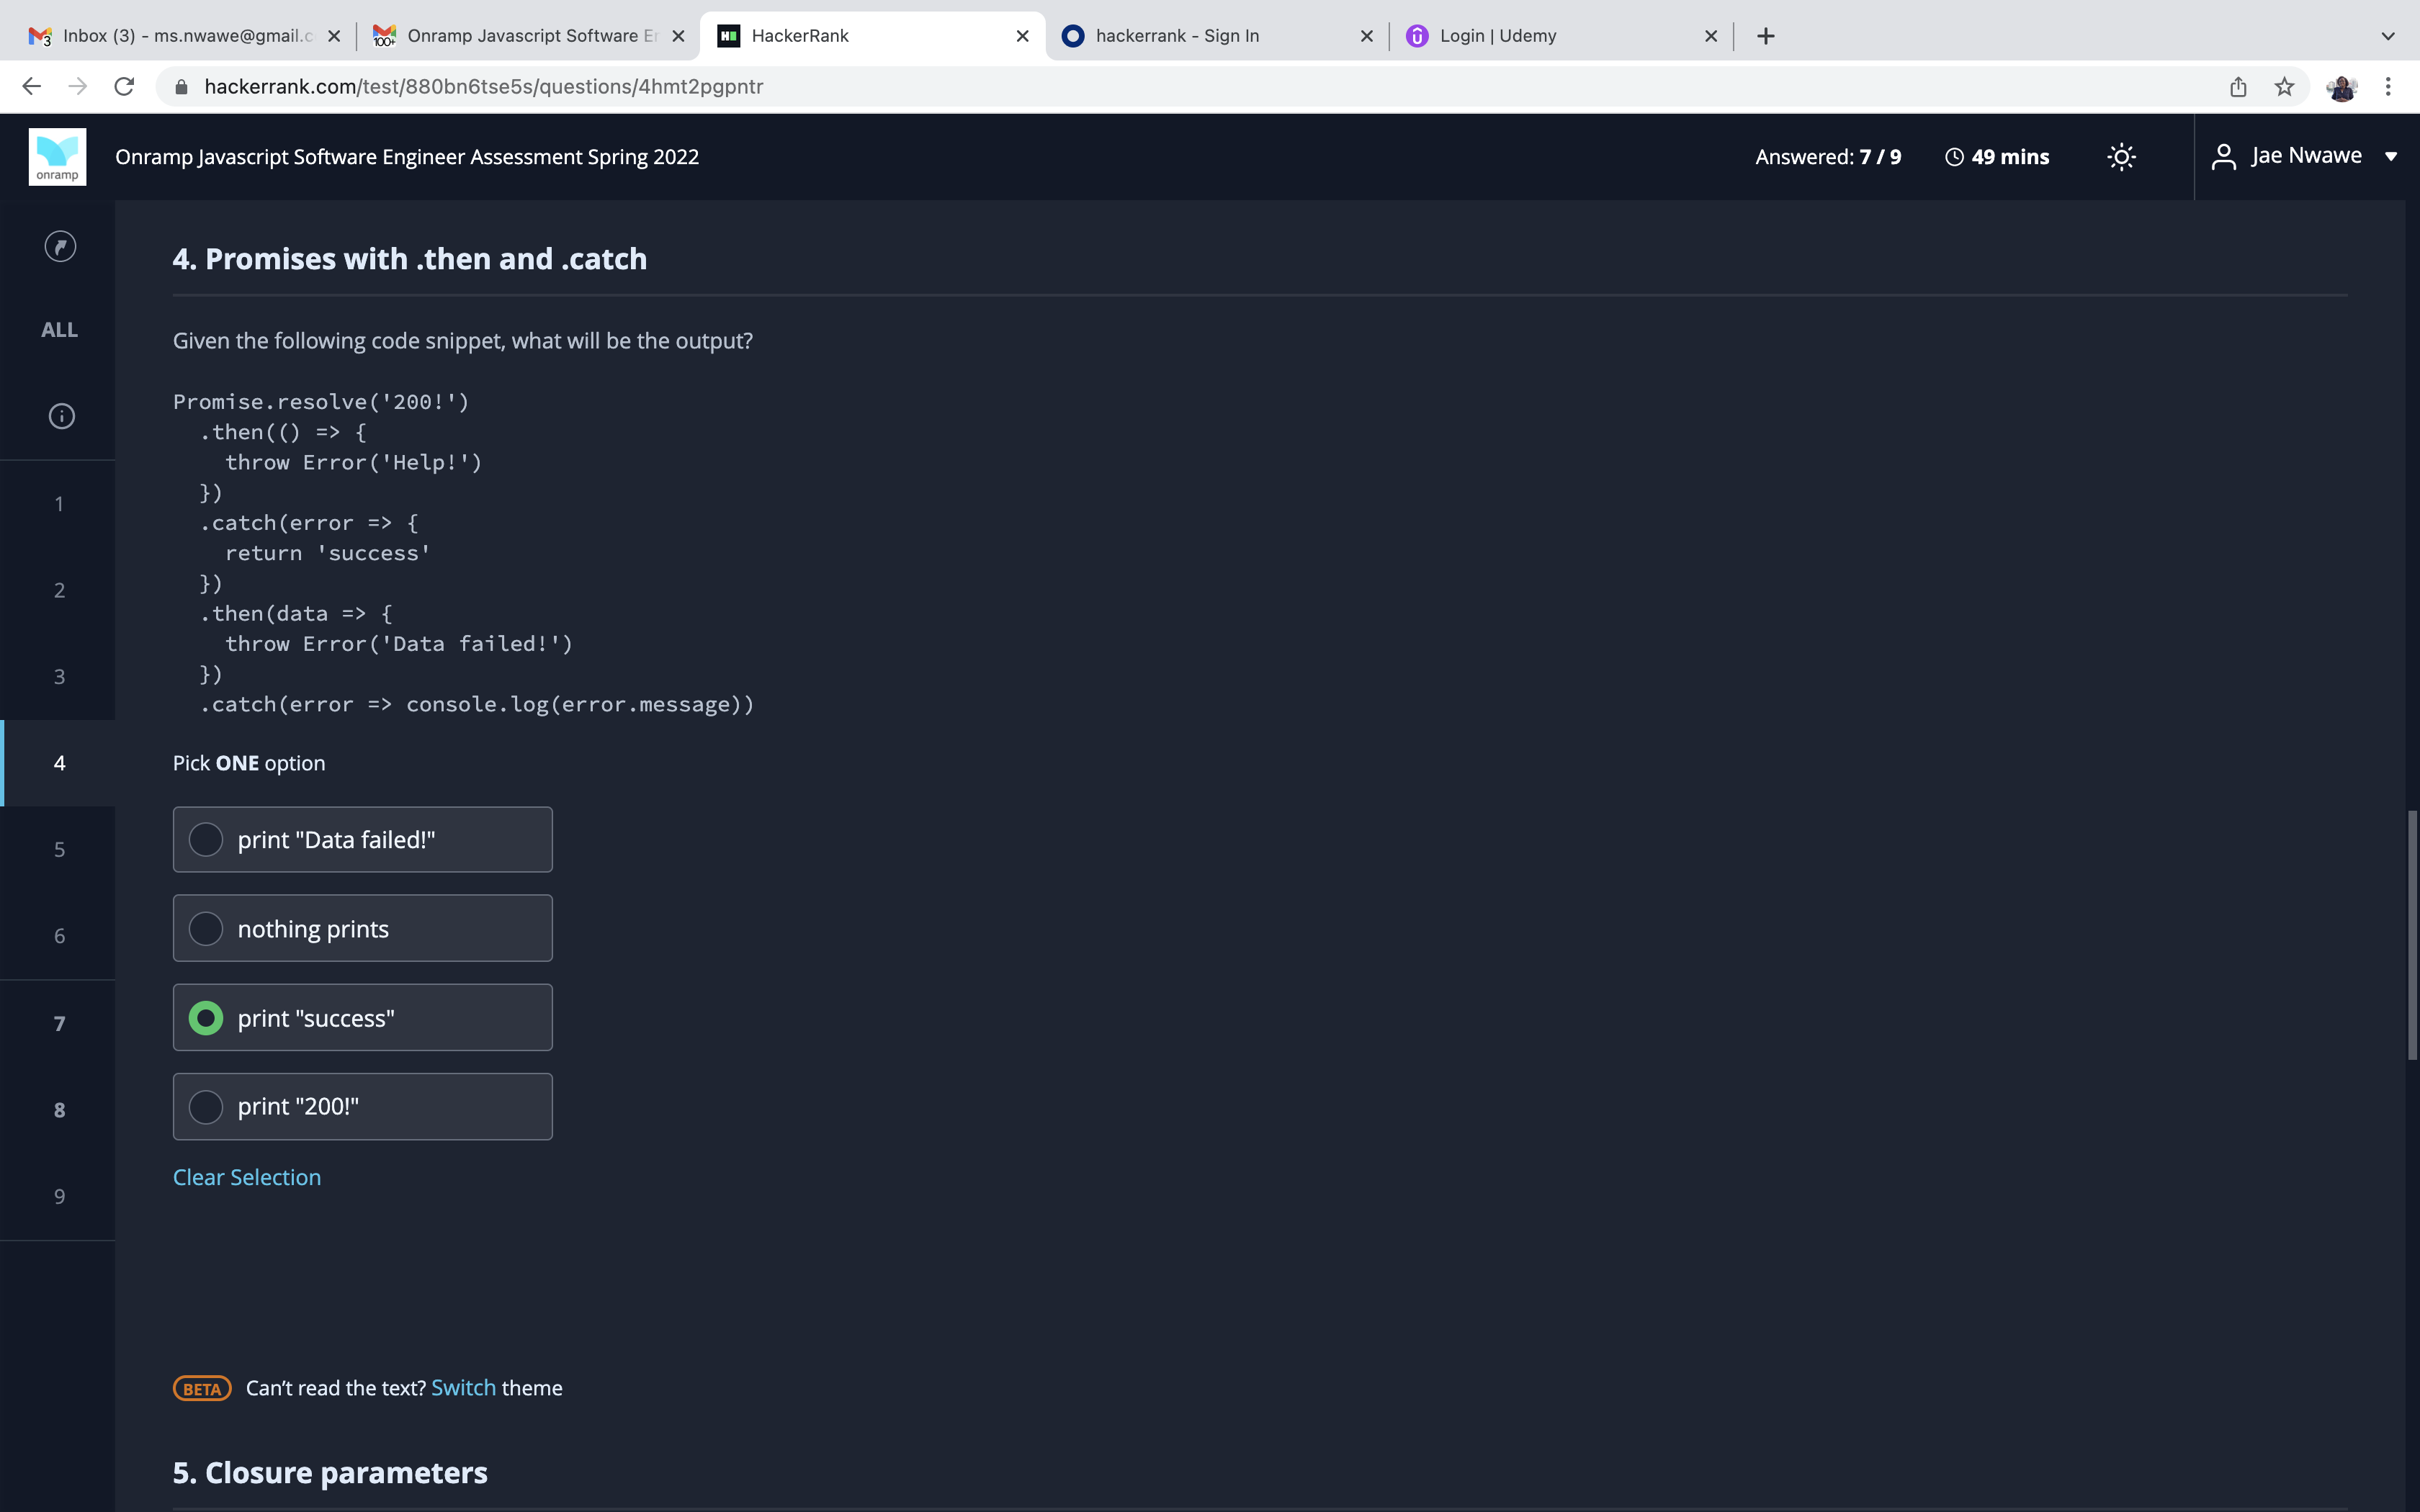 Inbox (3) - ms.nwawe@gmail.c
Onramp Javascript Software Er
HackerRank
hackerrank - Sign In
Login | Udemy
hackerrank.com/test/880bn6tse5s/questions/4hmt2pgpntr
onramp
Onramp Javascript Software Engineer Assessment Spring 2022
Answered: 7 / 9
49 mins
Jae Nwawe
ALL
1
2
3
4
5
6
7
8
9
4. Promises with .then and .catch
Given the following code snippet, what will be the output?
Promise.resolve('200!')
  .then(() => {
    throw Error('Help!')
  })
  .catch(error => {
    return 'success'
  })
  .then(data => {
    throw Error('Data failed!')
  })
  .catch(error => console.log(error.message))
Pick ONE option
print "Data failed!"
nothing prints
print "success"
print "200!"
Clear Selection
BETA Can't read the text? Switch theme
5. Closure parameters